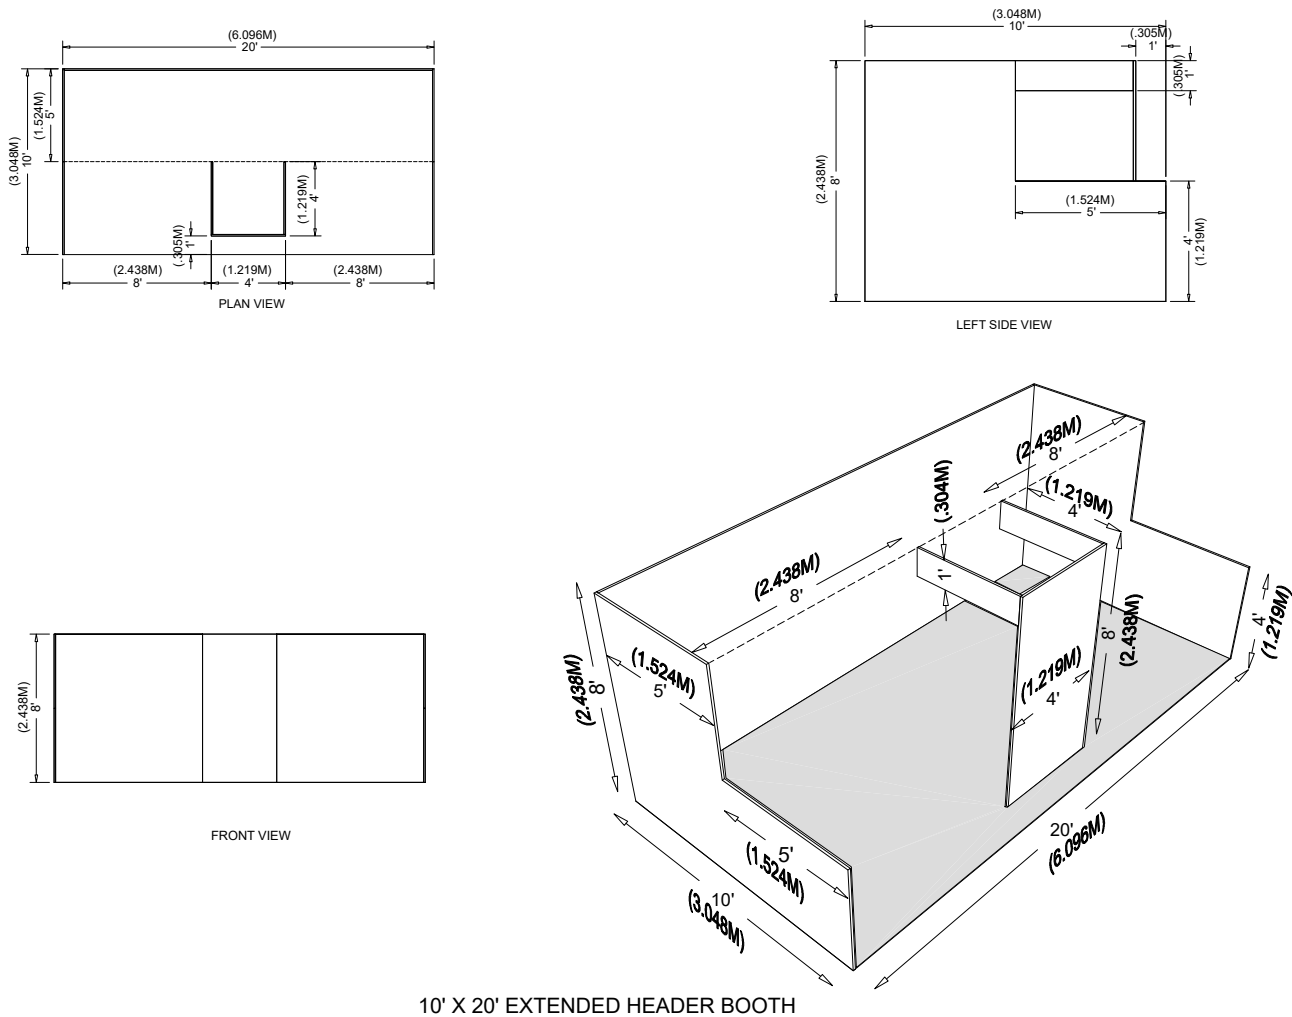 (6.096M)
20'
(1.524M)
5'
(3.048M)
10'
(1.219M)
4'
(.305M)
1'
(2.438M)
8'
(1.219M)
4'
(2.438M)
8'
PLAN VIEW
(3.048M)
10'
(.305M)
1'
(.305M)
1'
(2.438M)
8'
(1.524M)
5'
4'
(1.219M)
LEFT SIDE VIEW
(2.438M)
8'
FRONT VIEW
(2.438M)
8'
(1.219M)
4'
(.304M)
1'
(2.438M)
8'
(1.524M)
5'
(2.438M)
8'
8'
(2.438M)
4'
(1.219M)
(1.219M)
4'
5'
(1.524M)
10'
(3.048M)
20'
(6.096M)
10' X 20' EXTENDED HEADER BOOTH